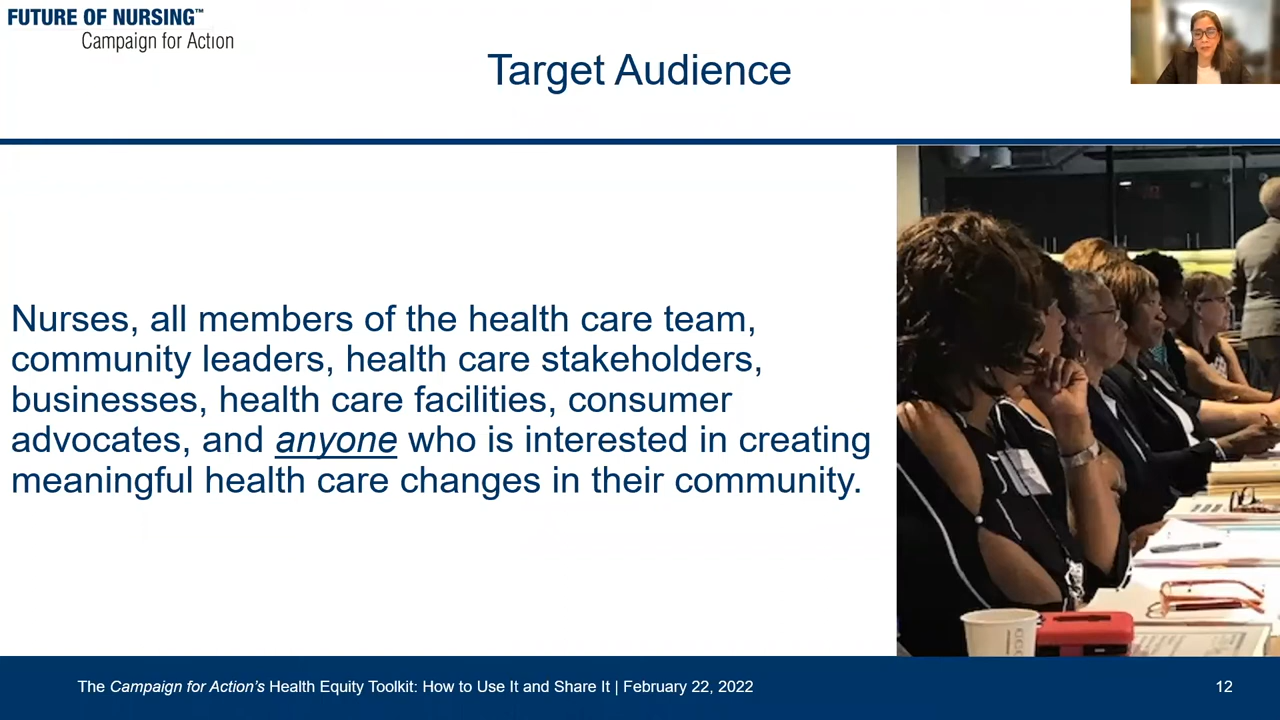 FUTURE OF NURSING™
Campaign for Action
Target Audience
Nurses, all members of the health care team,
community leaders, health care stakeholders,
businesses, health care facilities, consumer
advocates, and anyone who is interested in creating
meaningful health care changes in their community.
The Campaign for Action's Health Equity Toolkit: How to Use It and Share It | February 22, 2022
12